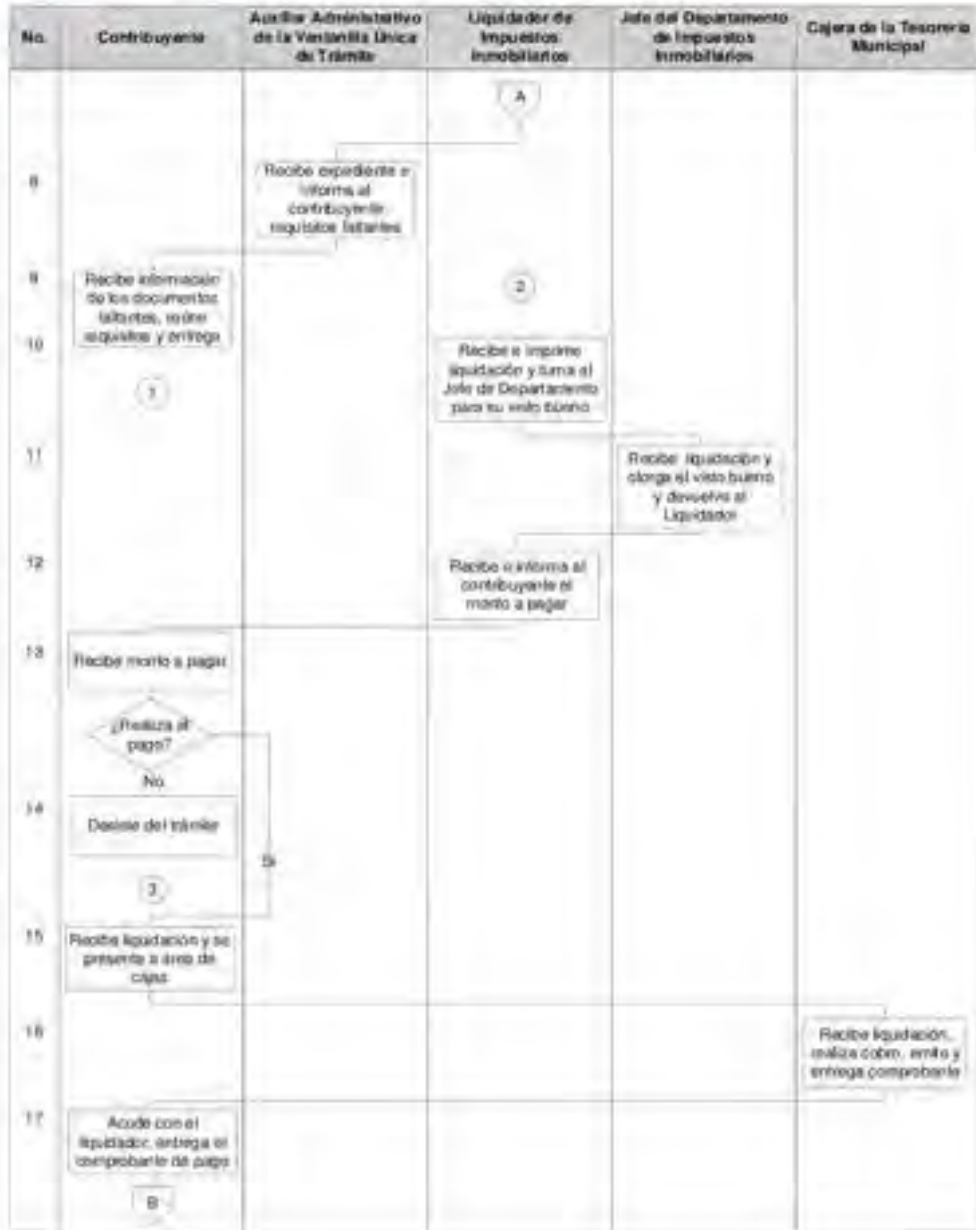 No.
Contribuyente
Auxiliar Administrativo
de la Ventanilla Única
de Trámite
Liquidador de
Impuestos
Inmobiliarios
Jefe del Departamento
de Impuestos
Inmobiliarios
Cajera de la Tesorería
Municipal
A
8
Recibe expediente e
informa al
contribuyente
requisitos faltantes
9
Recibe información
de los documentos
faltantes, reúne
requisitos y entrega
1
2
10
Recibe e imprime
liquidación y turna al
Jefe de Departamento
para su visto bueno
11
Recibe liquidación y
otorga el visto bueno
y devuelve al
Liquidador
12
Recibe e informa al
contribuyente el
monto a pagar
13
Recibe monto a pagar
¿Realiza el
pago?
No
Si
14
Desiste del trámite
3
15
Recibe liquidación y se
presenta a área de
cajas
16
Recibe liquidación,
realiza cobro, emite y
entrega comprobante
17
Acude con el
liquidador, entrega el
comprobante de pago
B